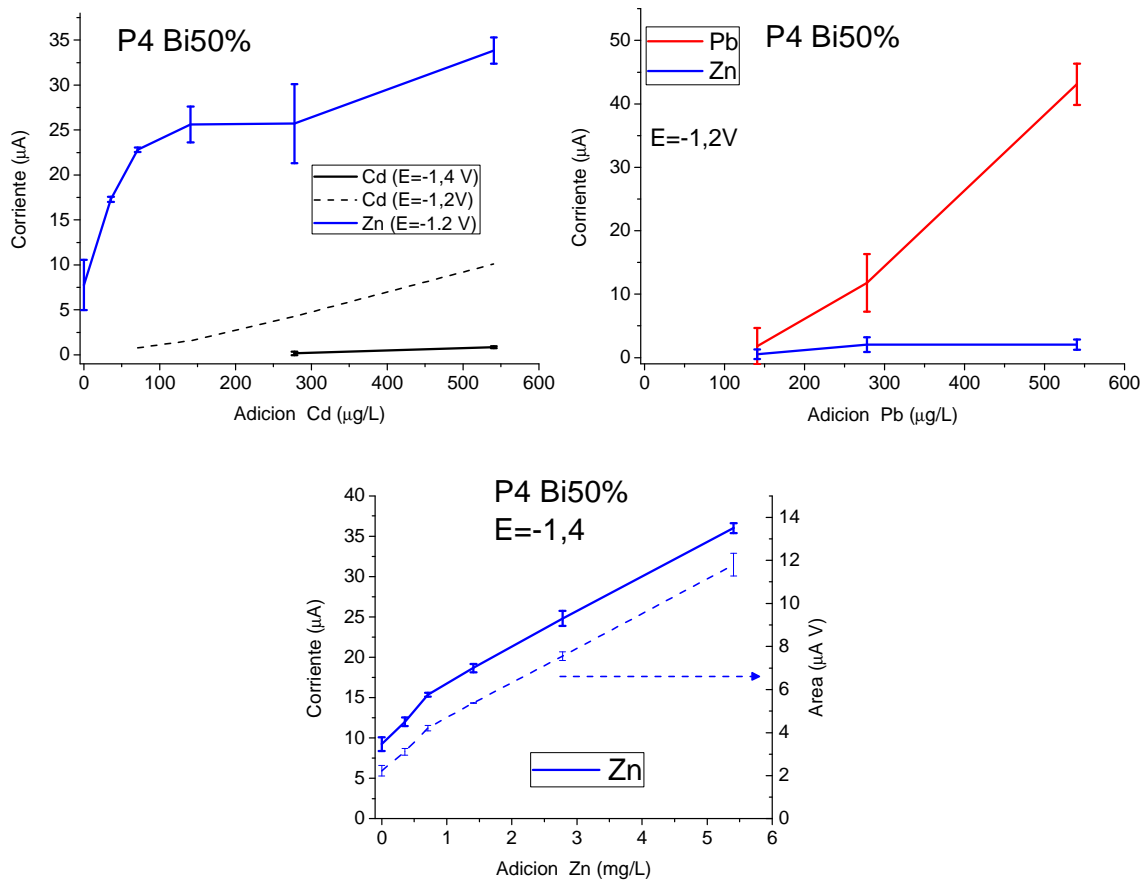 P4 Bi50%
Corriente (μA)
35
30
25
20
15
10
5
0
Cd (E=-1,4 V)
Cd (E=-1,2V)
Zn (E=-1.2 V)
0 100 200 300 400 500 600
Adicion Cd (μg/L)
P4 Bi50%
Pb
Zn
E=-1,2V
Corriente (μA)
50
40
30
20
10
0
0 100 200 300 400 500 600
Adicion Pb (μg/L)
P4 Bi50%
E=-1,4
Corriente (μA)
40
35
30
25
20
15
10
5
0
Zn
14
12
10
8
6
4
2
0
Area (μA V)
0 1 2 3 4 5 6
Adicion Zn (mg/L)